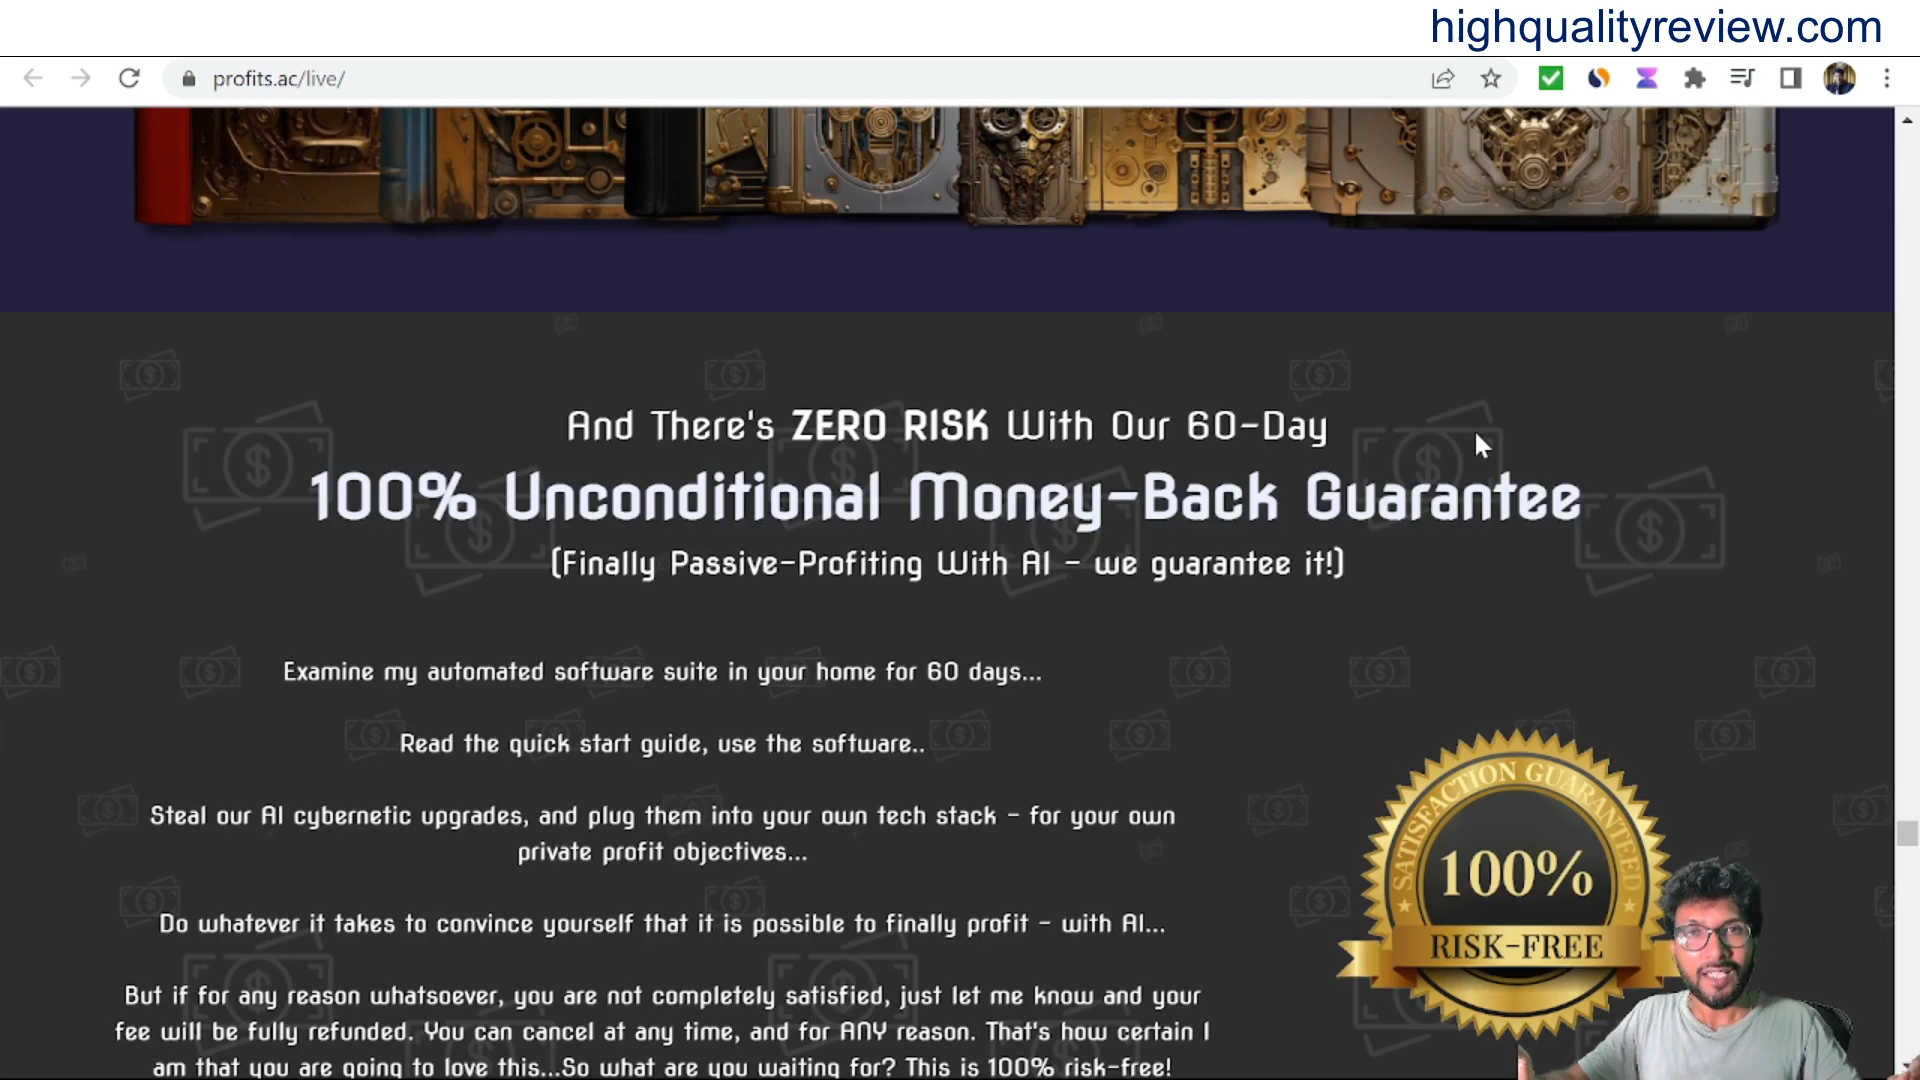 highqualityreview.com
profits.ac/live/
And There's ZERO RISK With Our 60-Day
100% Unconditional Money-Back Guarantee
(Finally Passive-Profiting With AI - we guarantee it!)
Examine my automated software suite in your home for 60 days...
Read the quick start guide, use the software..
Steal our AI cybernetic upgrades, and plug them into your own tech stack - for your own
private profit objectives...
Do whatever it takes to convince yourself that it is possible to finally profit - with AI...
But if for any reason whatsoever, you are not completely satisfied, just let me know and your
fee will be fully refunded. You can cancel at any time, and for ANY reason. That's how certain I
am that you are going to love this...So what are you waiting for? This is 100% risk-free!
SATISFACTION GUARANTEED
100%
RISK-FREE